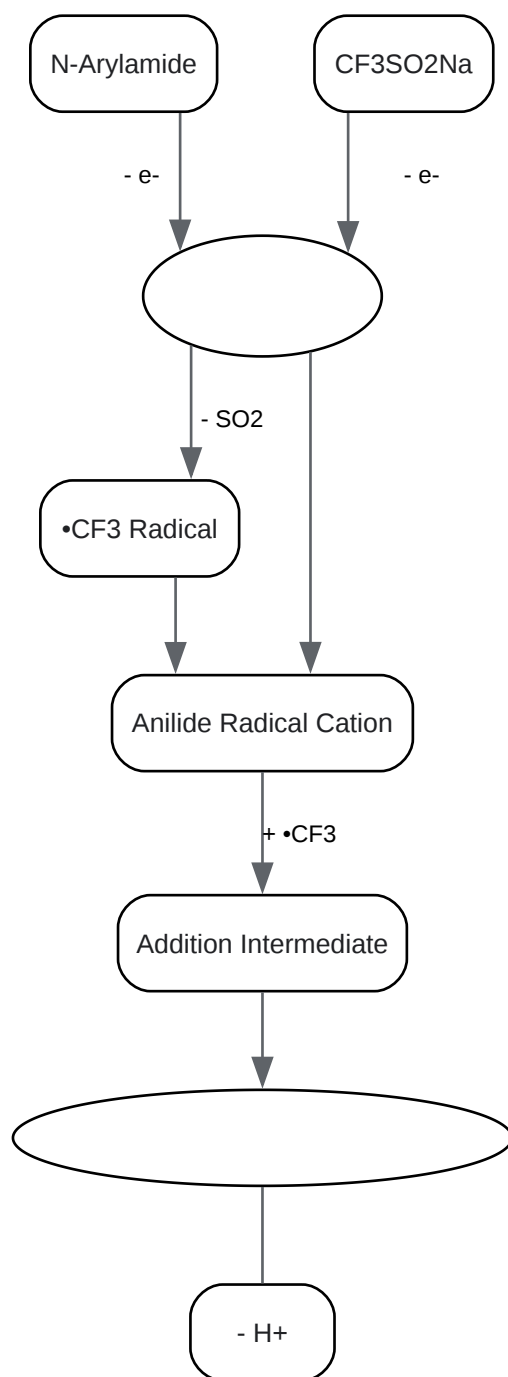 N-Arylamide
CF3SO2Na
- e-
- e-
- SO2
•CF3 Radical
Anilide Radical Cation
+ •CF3
Addition Intermediate
- H+